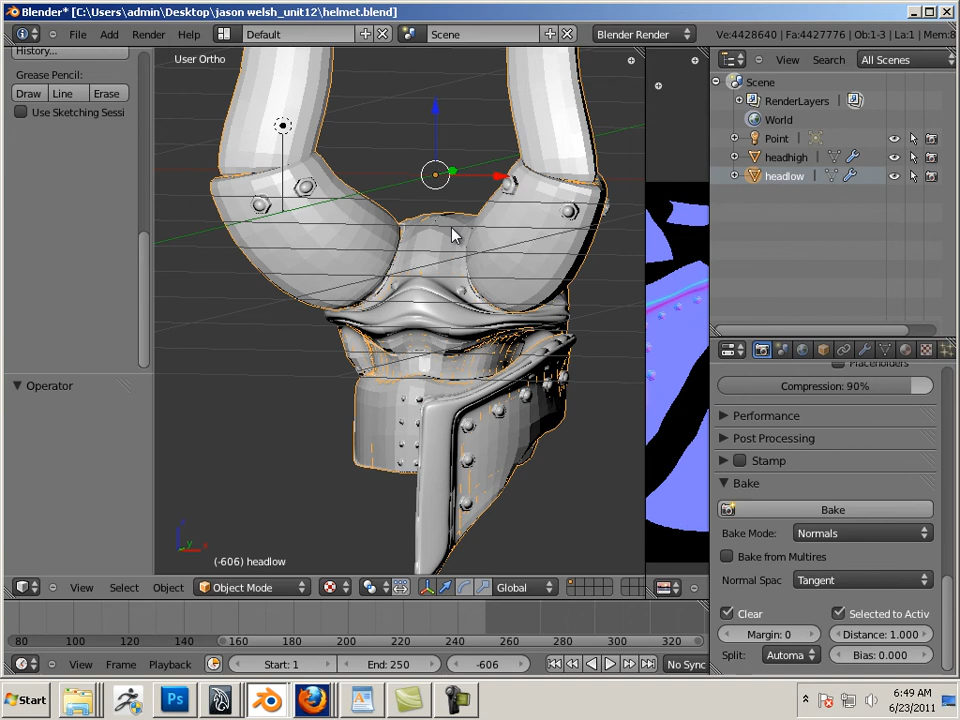 Blender* [C:\Users\admin\Desktop\jason welsh_unit12\helmet.blend]
File Add Render Help Default Scene Blender Render Ve:4428640 | Fa:4427776 | Ob:1-3 | La:1 | Mem:8
History...
Grease Pencil:
Draw Line Erase
Use Sketching Sessi
Operator
User Ortho
(-606) headlow
View Select Object Object Mode Global
80 100 120 140 160 180 200 220 240 260 280 300 320
View Frame Playback Start: 1 End: 250 -606 No Sync
View Search All Scenes
Scene
RenderLayers
World
Point
headhigh
headlow
Placeholders
Compression: 90%
Performance
Post Processing
Stamp
Bake
Bake
Bake Mode: Normals
Bake from Multires
Normal Spac Tangent
Clear Selected to Activ
Margin: 0 Distance: 1.000
Split: Automa Bias: 0.000
Start
Ps
6:49 AM
6/23/2011